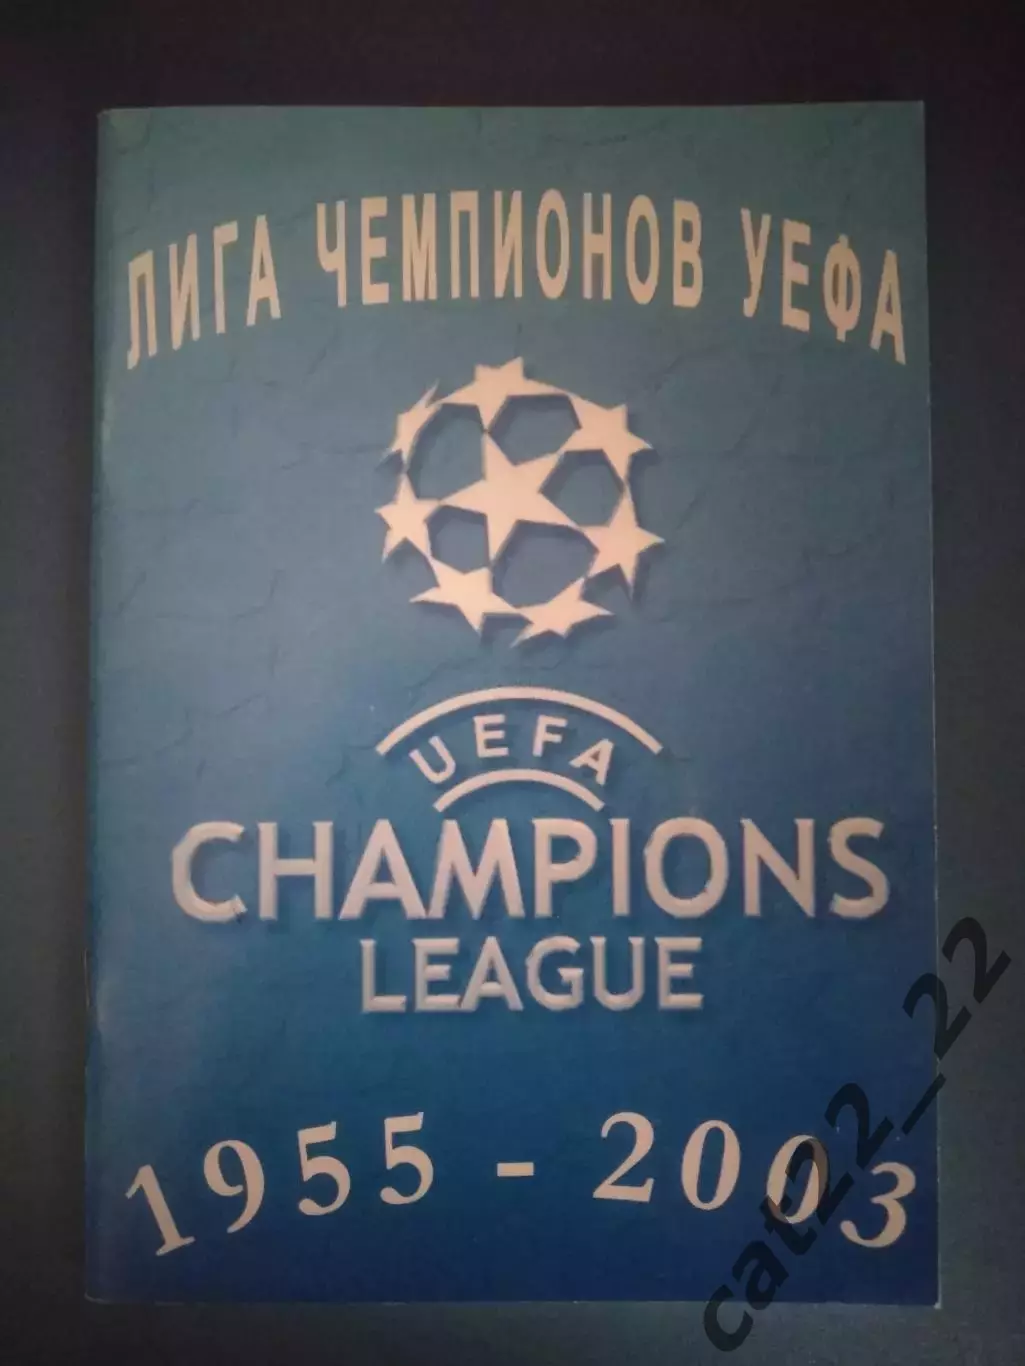 ЛИГА ЧЕМПИОНОВ УЕФА
UEFA
CHAMPIONS
LEAGUE
1955 - 2003
cat22_22